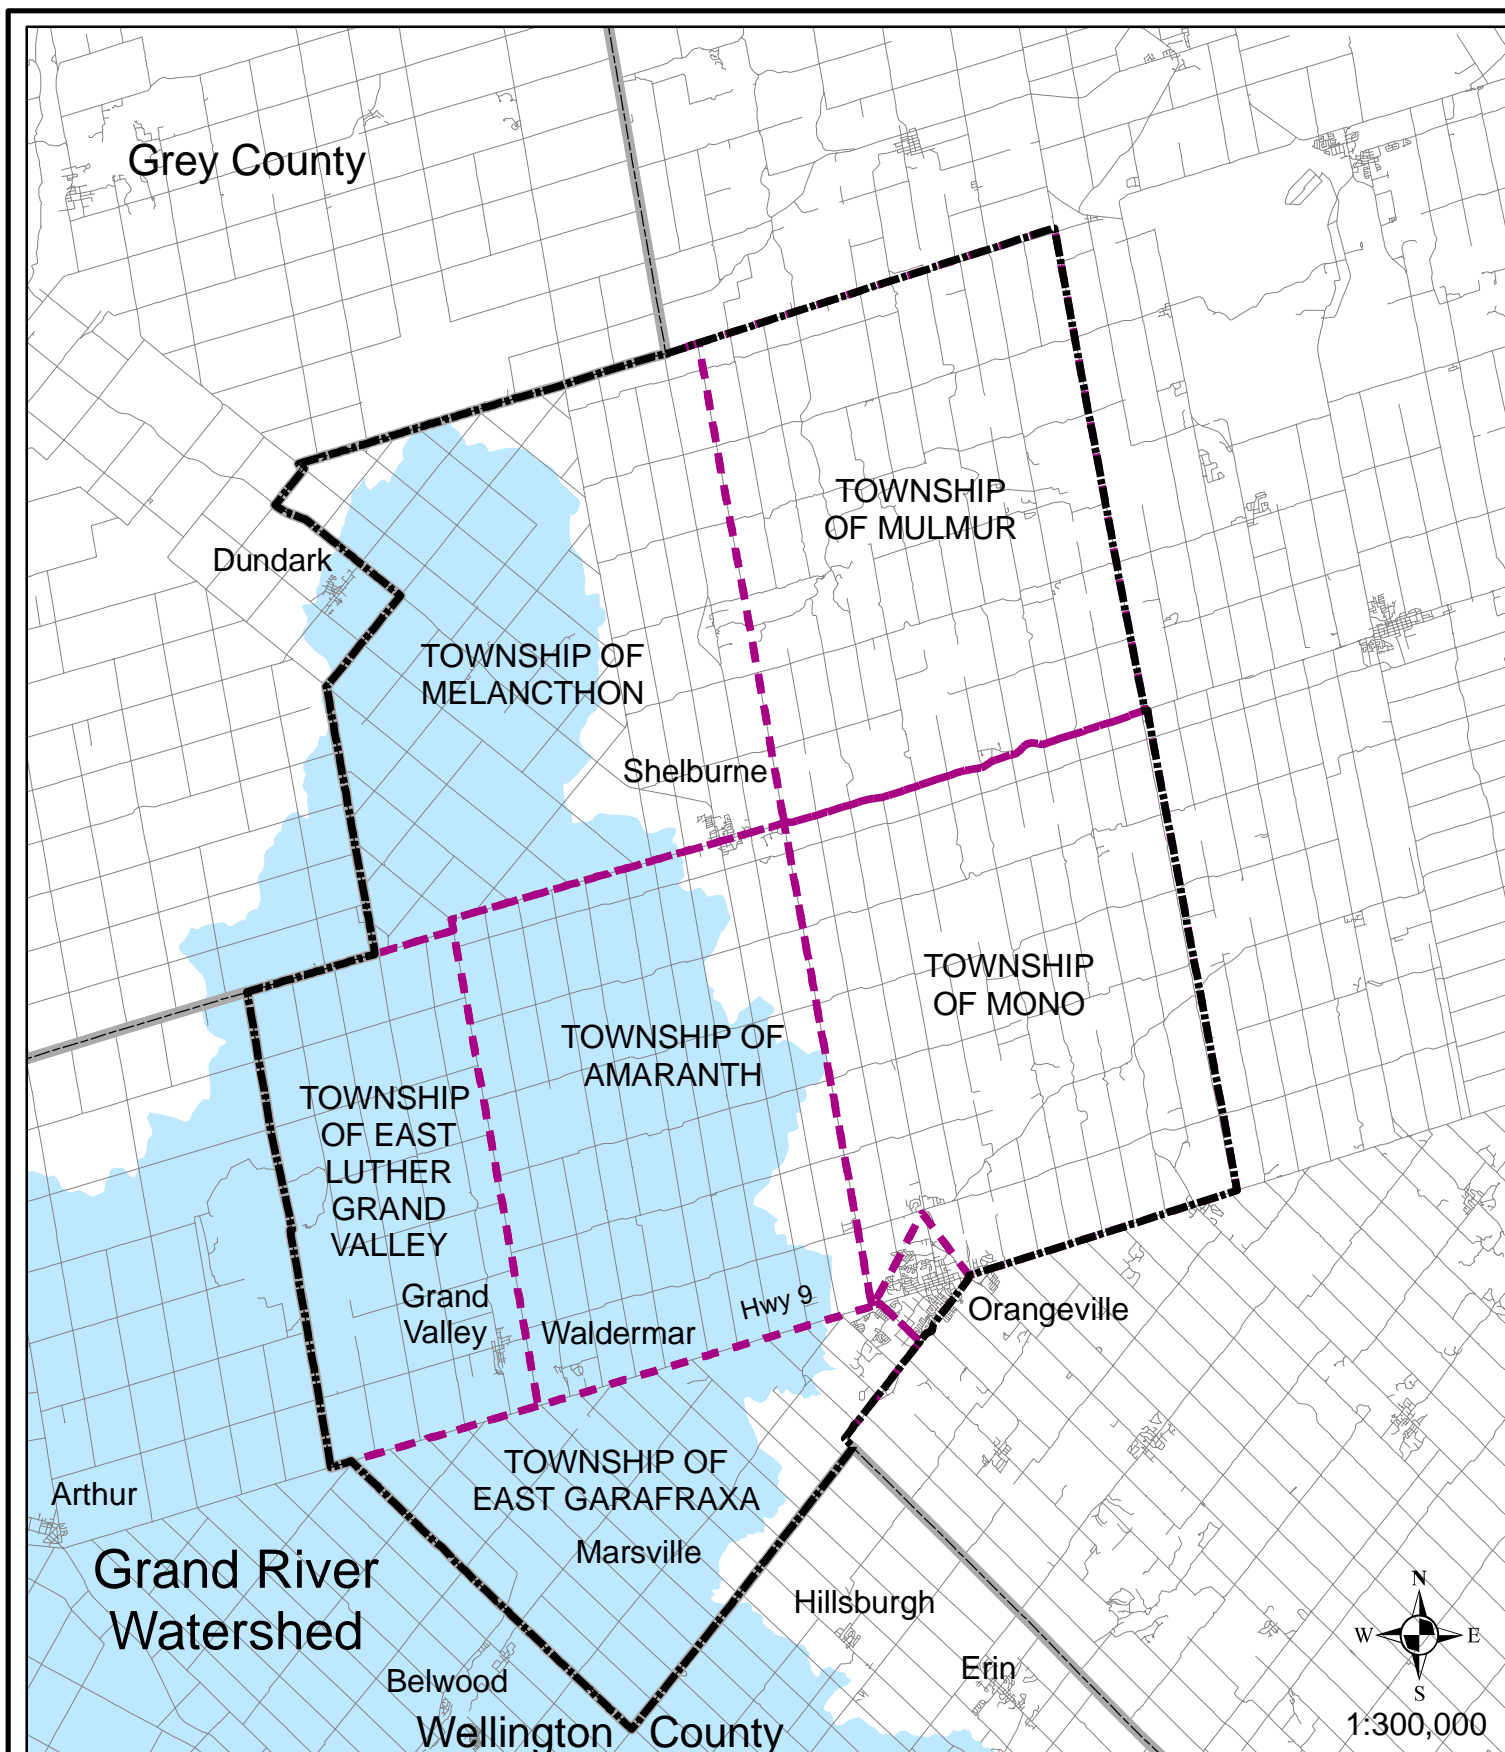 Grey County
TOWNSHIP
OF MULMUR
Dundark
TOWNSHIP OF
MELANCTHON
Shelburne
TOWNSHIP
OF MONO
TOWNSHIP OF
AMARANTH
TOWNSHIP
OF EAST
LUTHER
GRAND
VALLEY
Grand
Valley
Waldermar
Hwy 9
Orangeville
TOWNSHIP OF
EAST GARAFRAXA
Arthur
Marsville
Grand River
Watershed
Hillsburgh
Belwood
Erin
Wellington County
N
W E
S
1:300,000